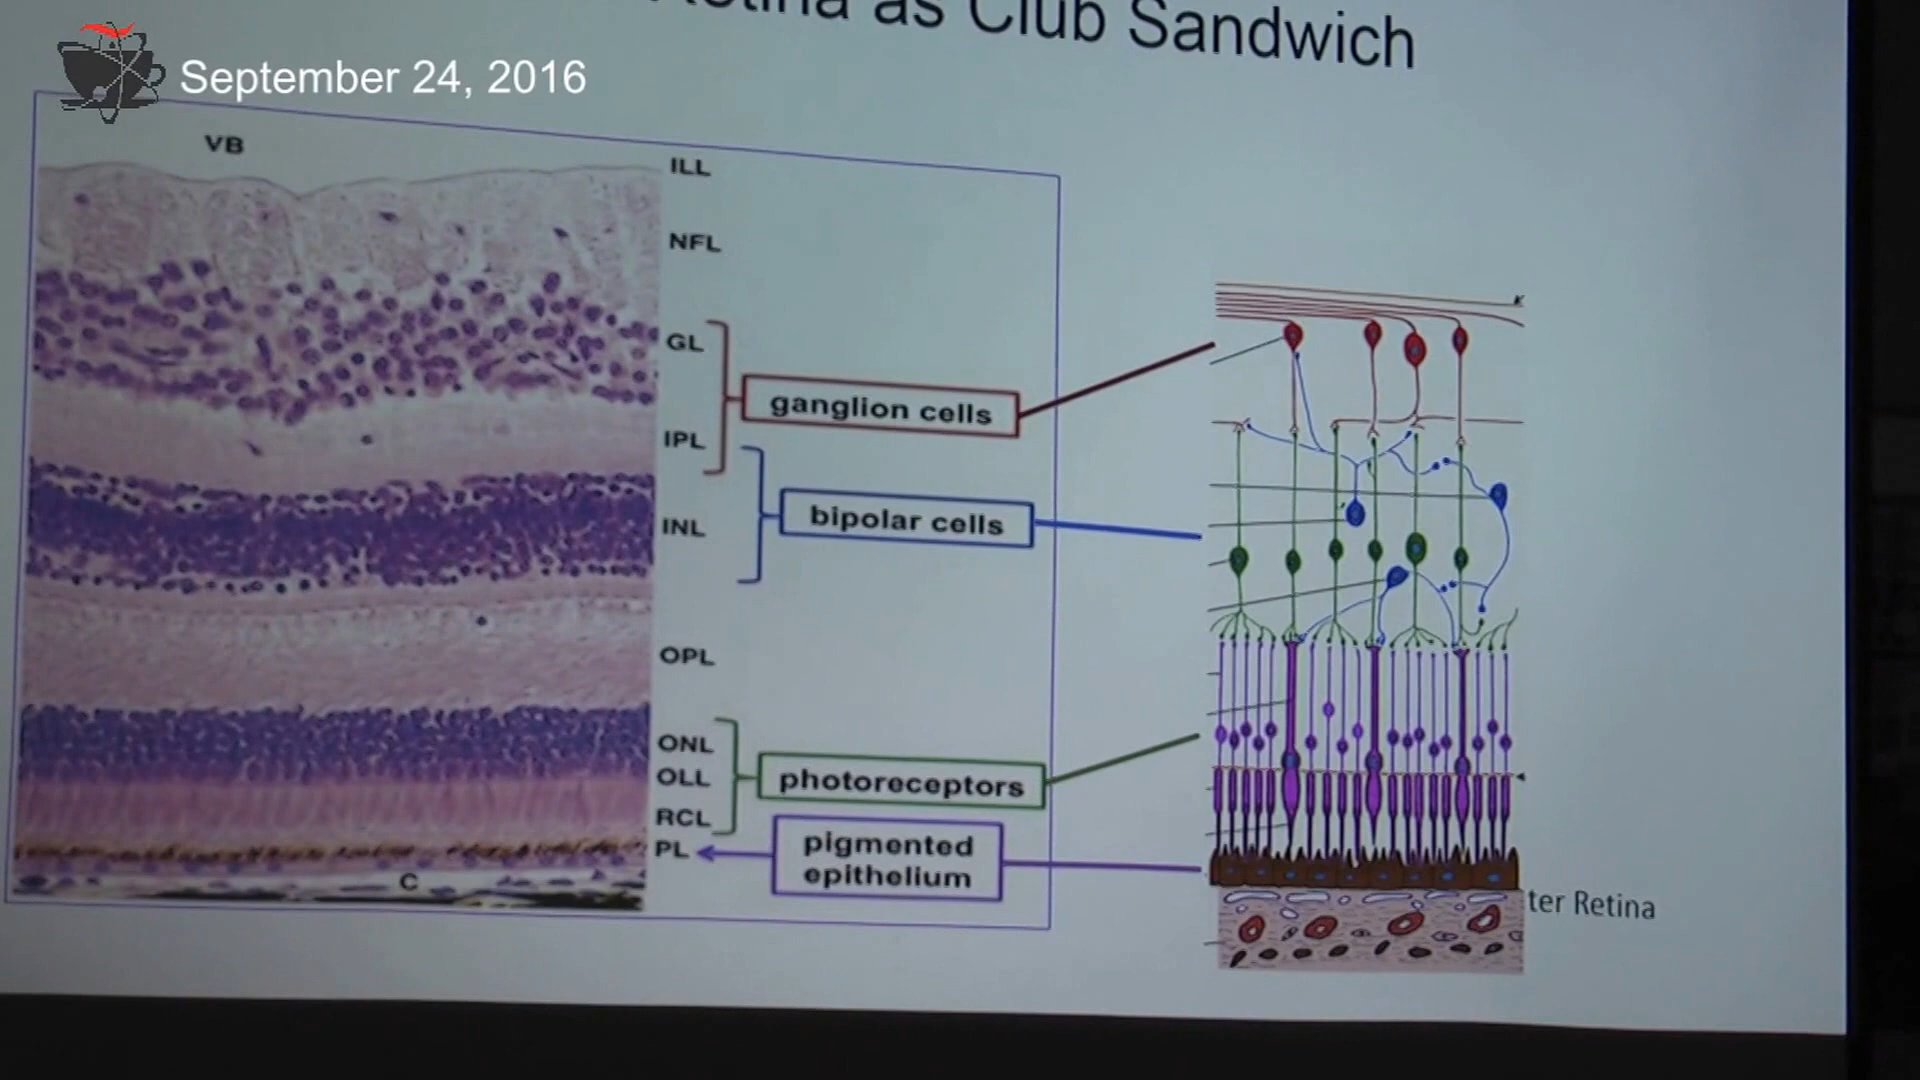 Retina as Club Sandwich
September 24, 2016
VB
ILL
NFL
GL
ganglion cells
IPL
bipolar cells
INL
OPL
ONL
OLL
photoreceptors
RCL
PL
pigmented
epithelium
C
K
ter Retina